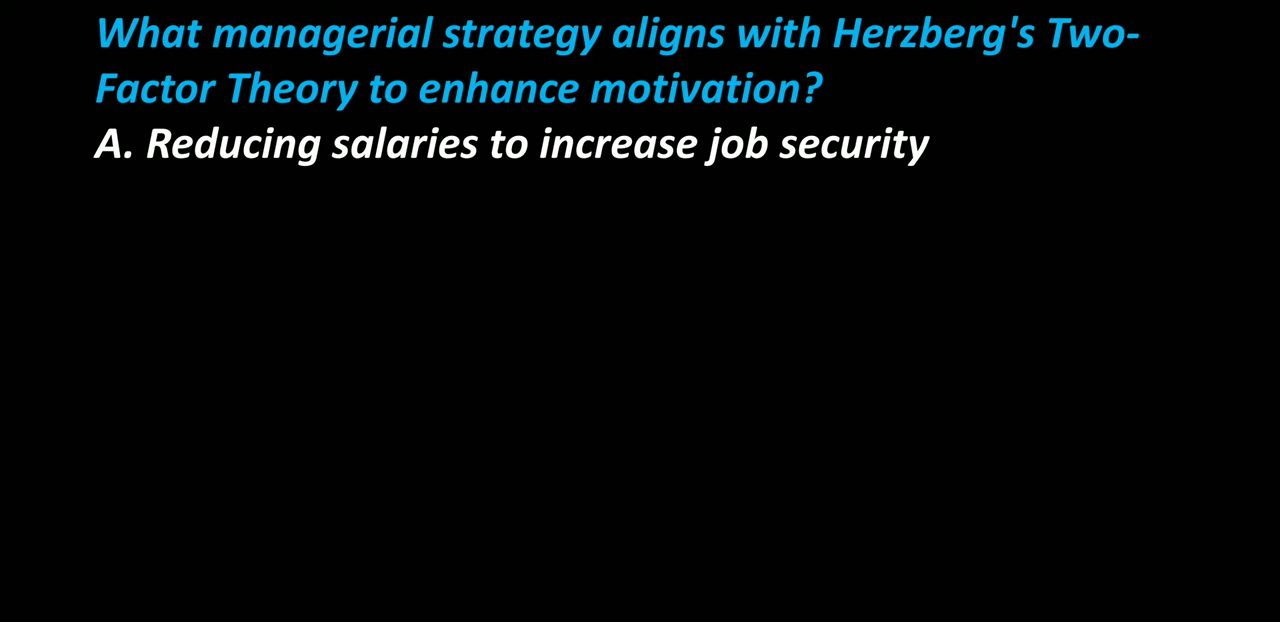 What managerial strategy aligns with Herzberg's Two-
Factor Theory to enhance motivation?
A. Reducing salaries to increase job security